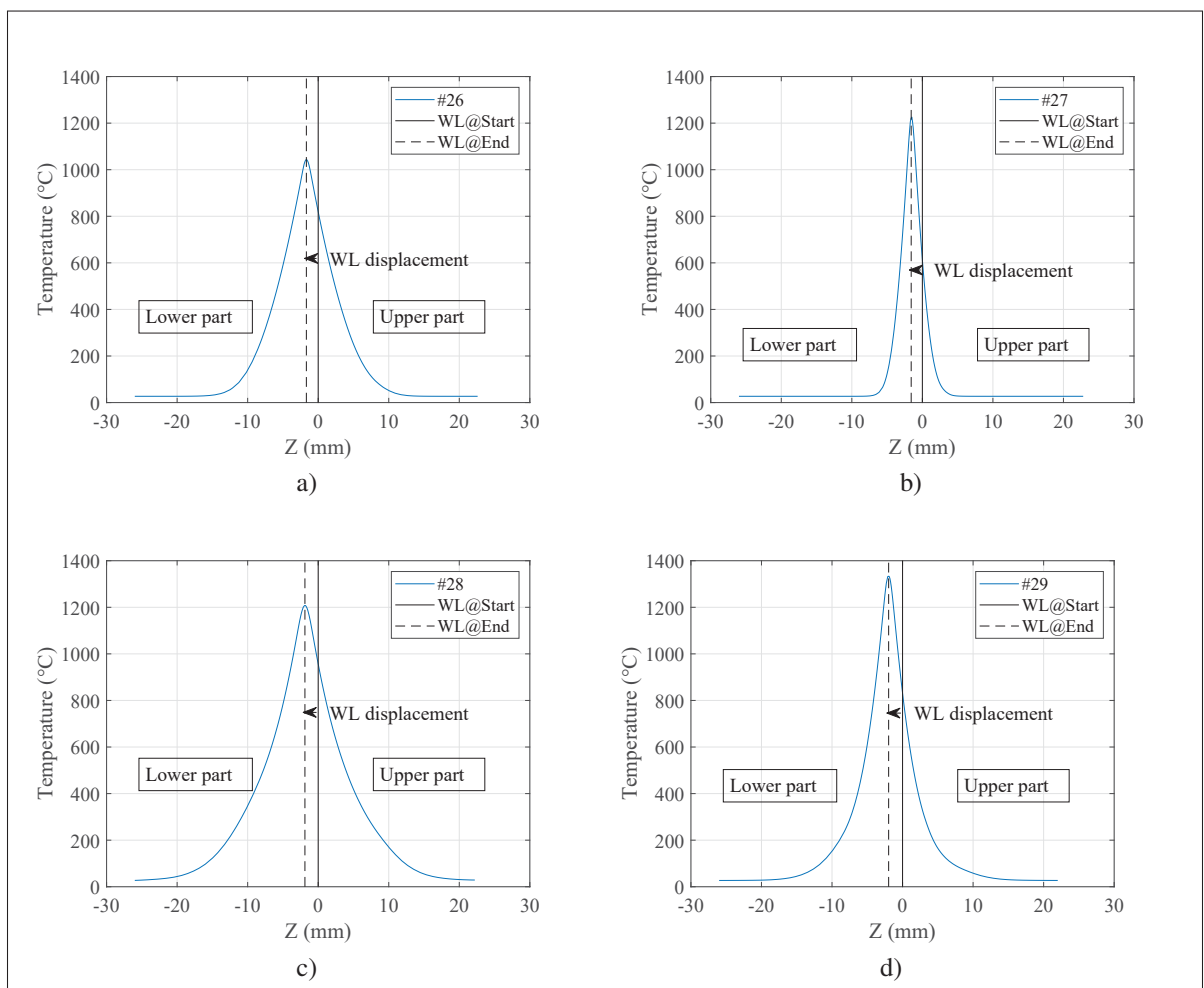 1400
1200
1000
800
600
400
200
0
Temperature (°C)
#26
WL@Start
WL@End
WL displacement
Lower part
Upper part
-30 -20 -10 0 10 20 30
Z (mm)
a)
1400
1200
1000
800
600
400
200
0
Temperature (°C)
#27
WL@Start
WL@End
WL displacement
Lower part
Upper part
-30 -20 -10 0 10 20 30
Z (mm)
b)
1400
1200
1000
800
600
400
200
0
Temperature (°C)
#28
WL@Start
WL@End
WL displacement
Lower part
Upper part
-30 -20 -10 0 10 20 30
Z (mm)
c)
1400
1200
1000
800
600
400
200
0
Temperature (°C)
#29
WL@Start
WL@End
WL displacement
Lower part
Upper part
-30 -20 -10 0 10 20 30
Z (mm)
d)